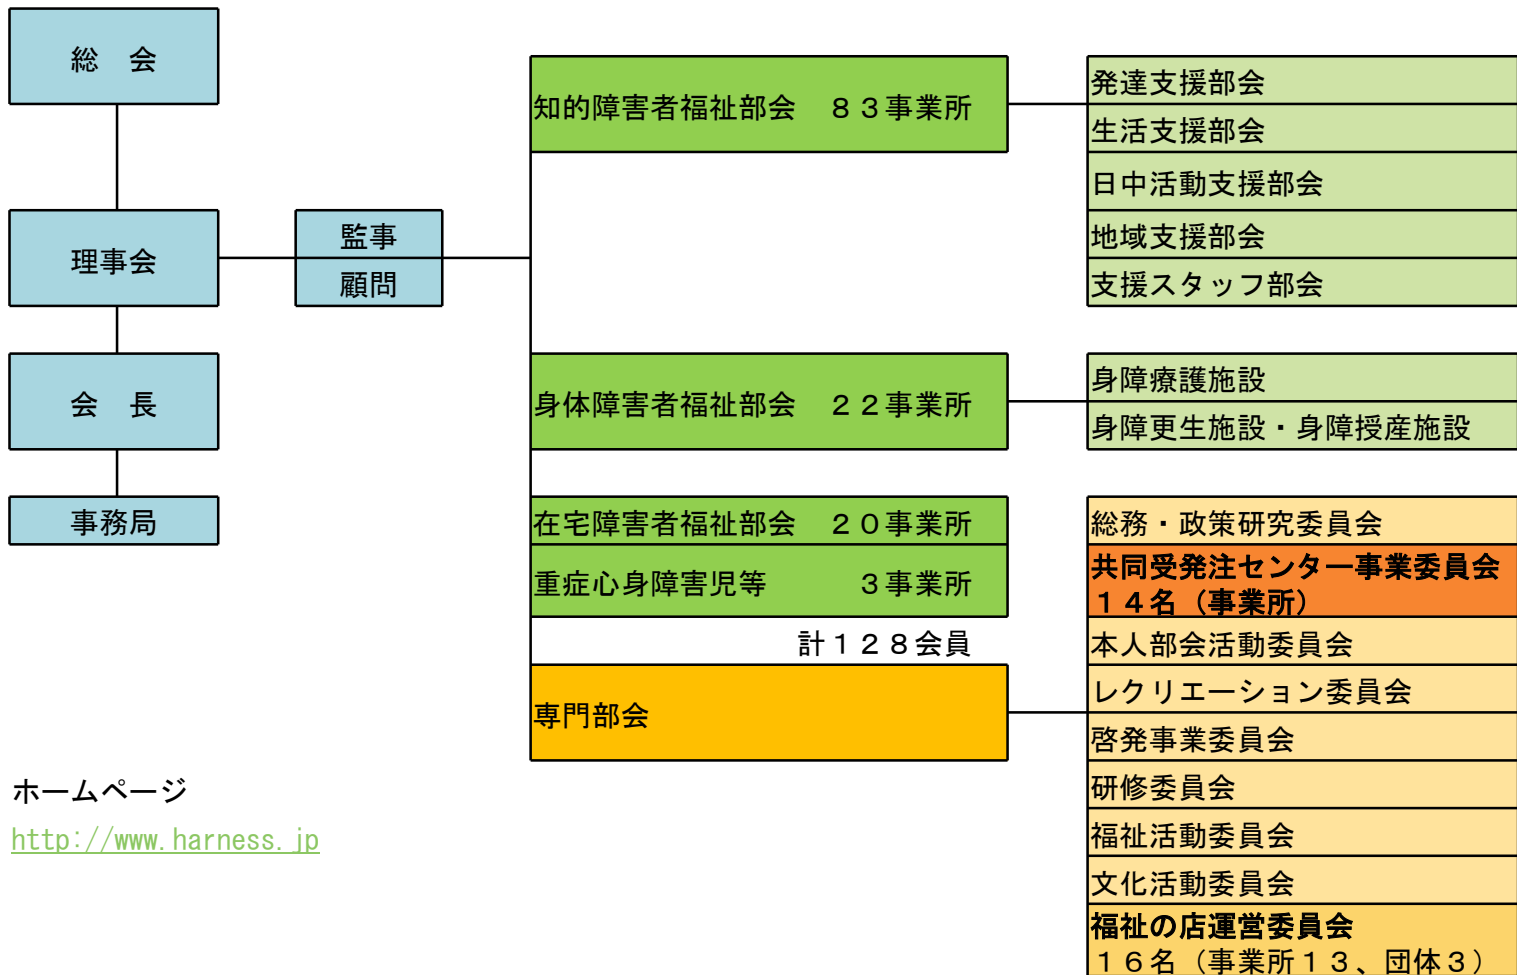 総　会
理事会
監事
顧問
会　長
事務局
知的障害者福祉部会　８３事業所
発達支援部会
生活支援部会
日中活動支援部会
地域支援部会
支援スタッフ部会
身体障害者福祉部会　２２事業所
身障療護施設
身障更生施設・身障授産施設
在宅障害者福祉部会　２０事業所
重症心身障害児等　　　３事業所
計１２８会員
専門部会
総務・政策研究委員会
共同受発注センター事業委員会
１４名（事業所）
本人部会活動委員会
レクリエーション委員会
啓発事業委員会
研修委員会
福祉活動委員会
文化活動委員会
福祉の店運営委員会
１６名（事業所１３、団体３）
ホームページ
http://www.harness.jp